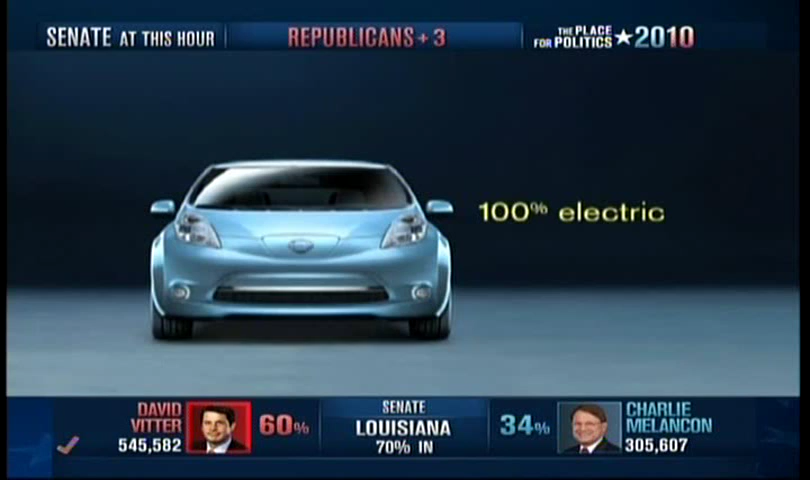 SENATE AT THIS HOUR
REPUBLICANS + 3
THE PLACE
FOR POLITICS ★ 2010
100% electric
DAVID
VITTER
545,582
60%
SENATE
LOUISIANA
70% IN
34%
CHARLIE
MELANCON
305,607